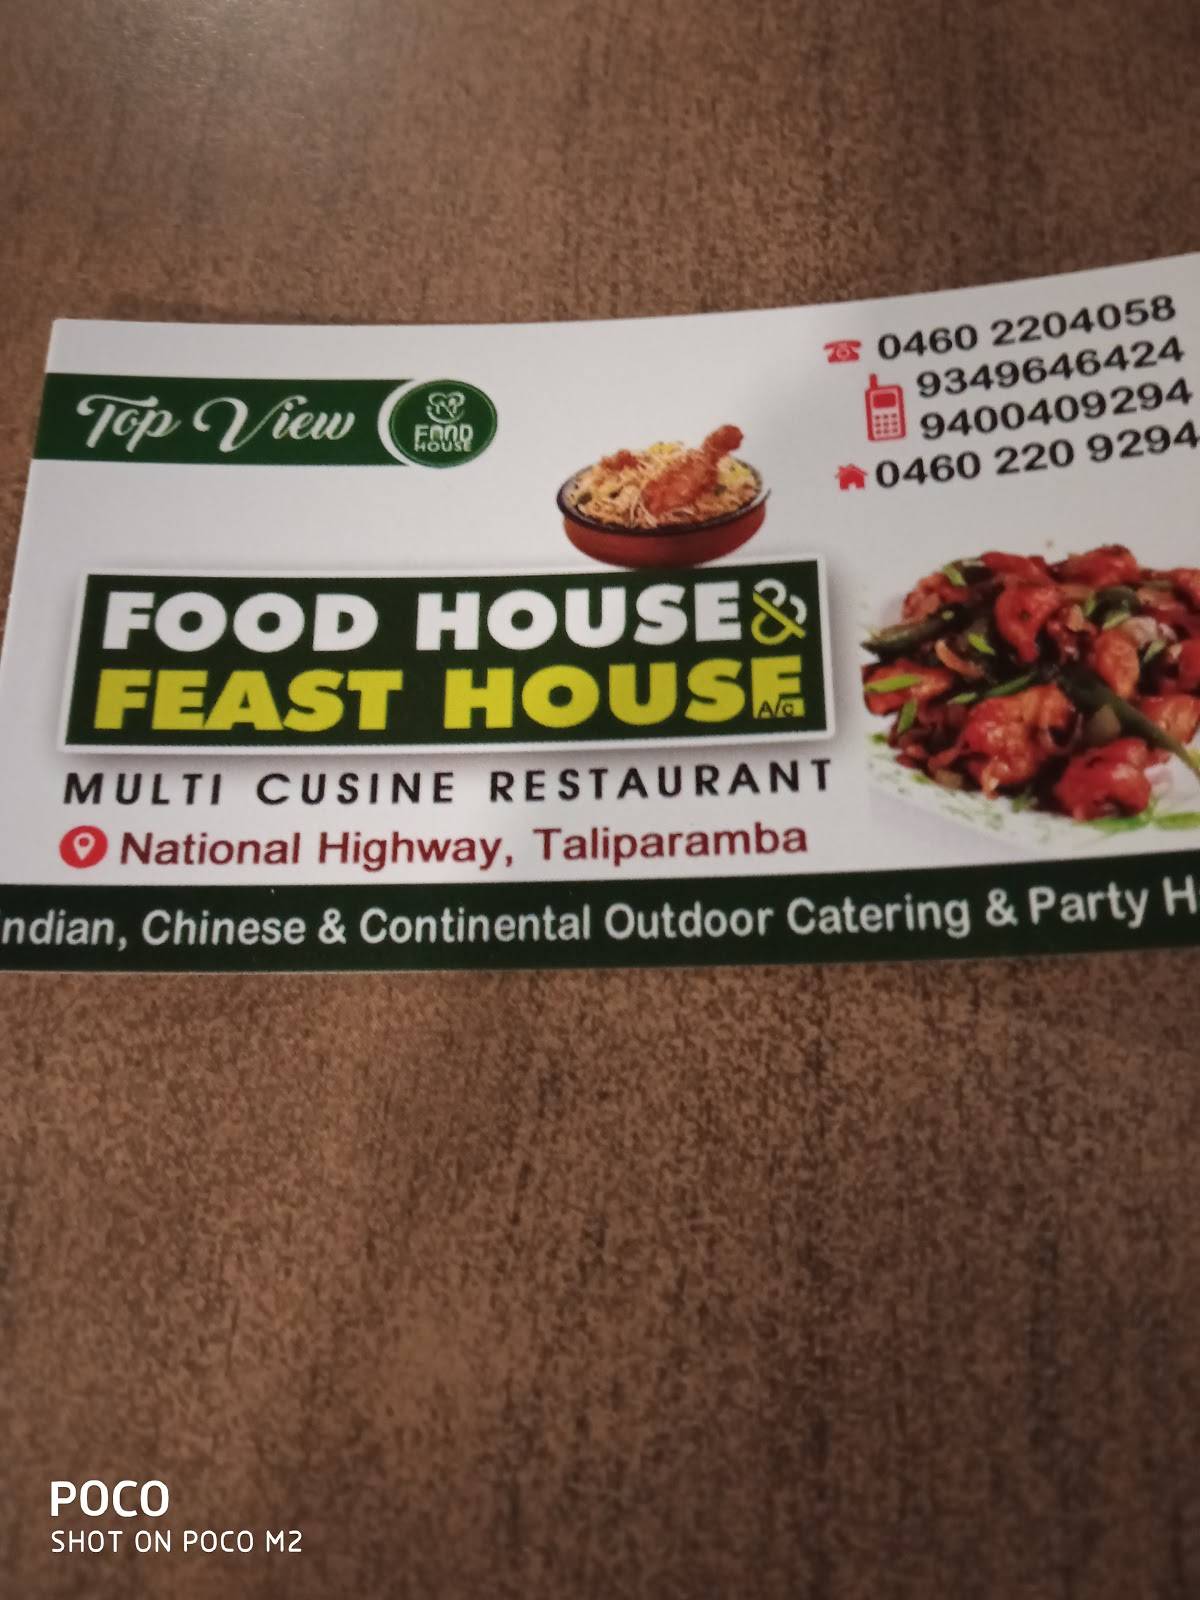 Top View
FOOD
HOUSE
0460 2204058
9349646424
9400409294
0460 220 9294
FOOD HOUSE &
FEAST HOUSE
A/c
MULTI CUSINE RESTAURANT
National Highway, Taliparamba
Indian, Chinese & Continental Outdoor Catering & Party
POCO
SHOT ON POCO M2